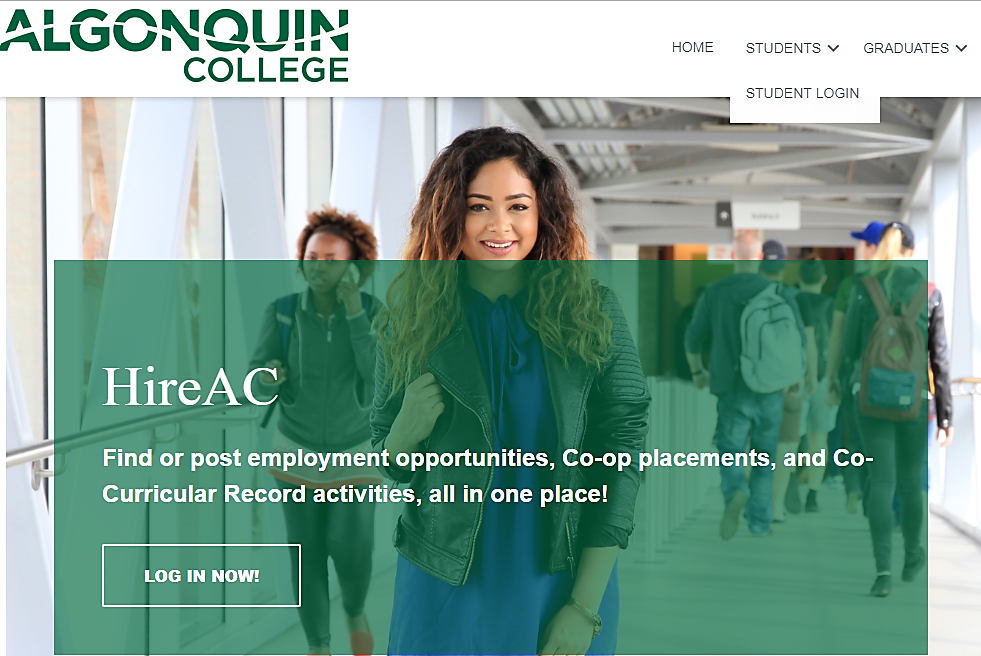 ALGONQUIN
COLLEGE
HOME STUDENTS GRADUATES
STUDENT LOGIN
HireAC
Find or post employment opportunities, Co-op placements, and Co-
Curricular Record activities, all in one place!
LOG IN NOW!